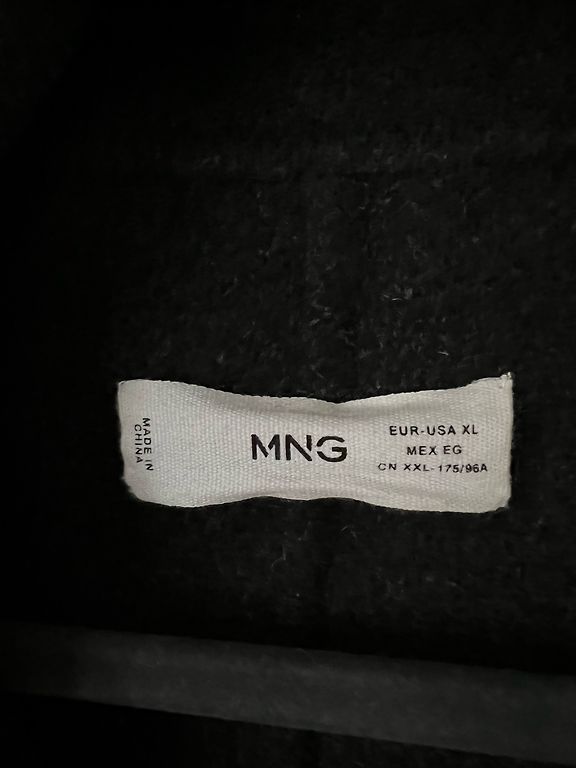 MADE IN
CHINA
MNG
EUR-USA XL
MEX EG
CN XXL-175/96A